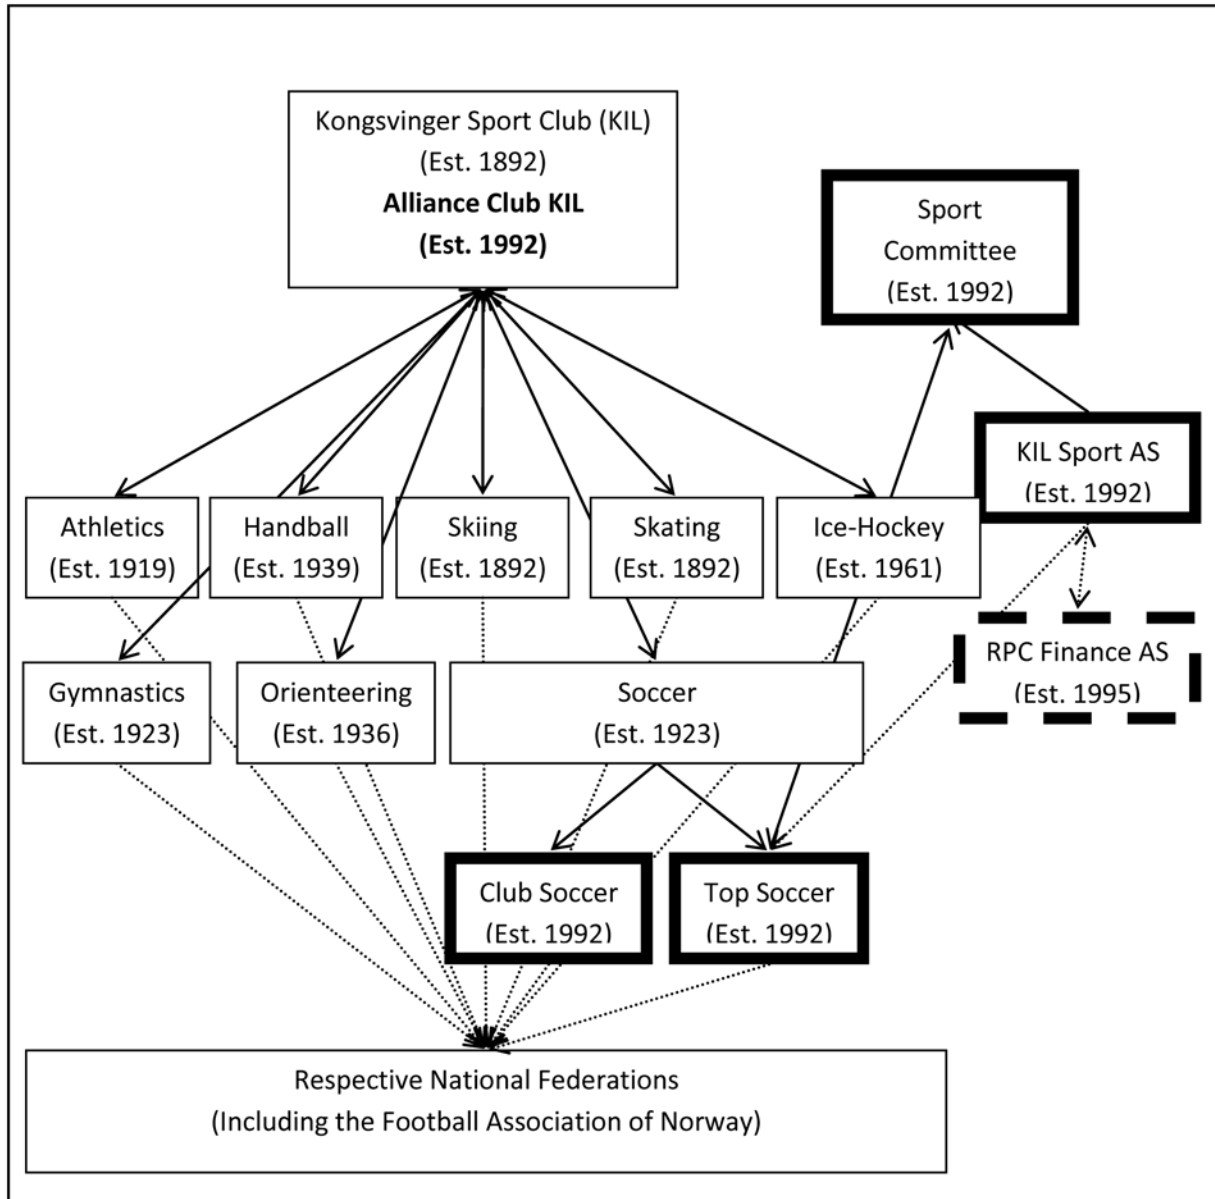 Kongsvinger Sport Club (KIL)
(Est. 1892)
Alliance Club KIL
(Est. 1992)
Sport
Committee
(Est. 1992)
KIL Sport AS
(Est. 1992)
Athletics
(Est. 1919)
Handball
(Est. 1939)
Skiing
(Est. 1892)
Skating
(Est. 1892)
Ice-Hockey
(Est. 1961)
RPC Finance AS
(Est. 1995)
Gymnastics
(Est. 1923)
Orienteering
(Est. 1936)
Soccer
(Est. 1923)
Club Soccer
(Est. 1992)
Top Soccer
(Est. 1992)
Respective National Federations
(Including the Football Association of Norway)